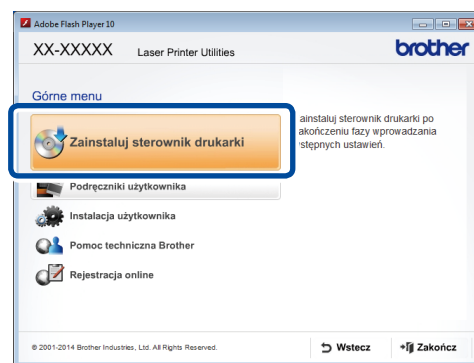 Adobe Flash Player 10
XX-XXXXX Laser Printer Utilities brother
Górne menu
Zainstaluj sterownik drukarki
ainstaluj sterownik drukarki po
akończeniu fazy wprowadzania
stępnych ustawień.
Podręczniki użytkownika
Instalacja użytkownika
Pomoc techniczna Brother
Rejestracja online
© 2001-2014 Brother Industries, Ltd. All Rights Reserved.
Wstecz Zakończ